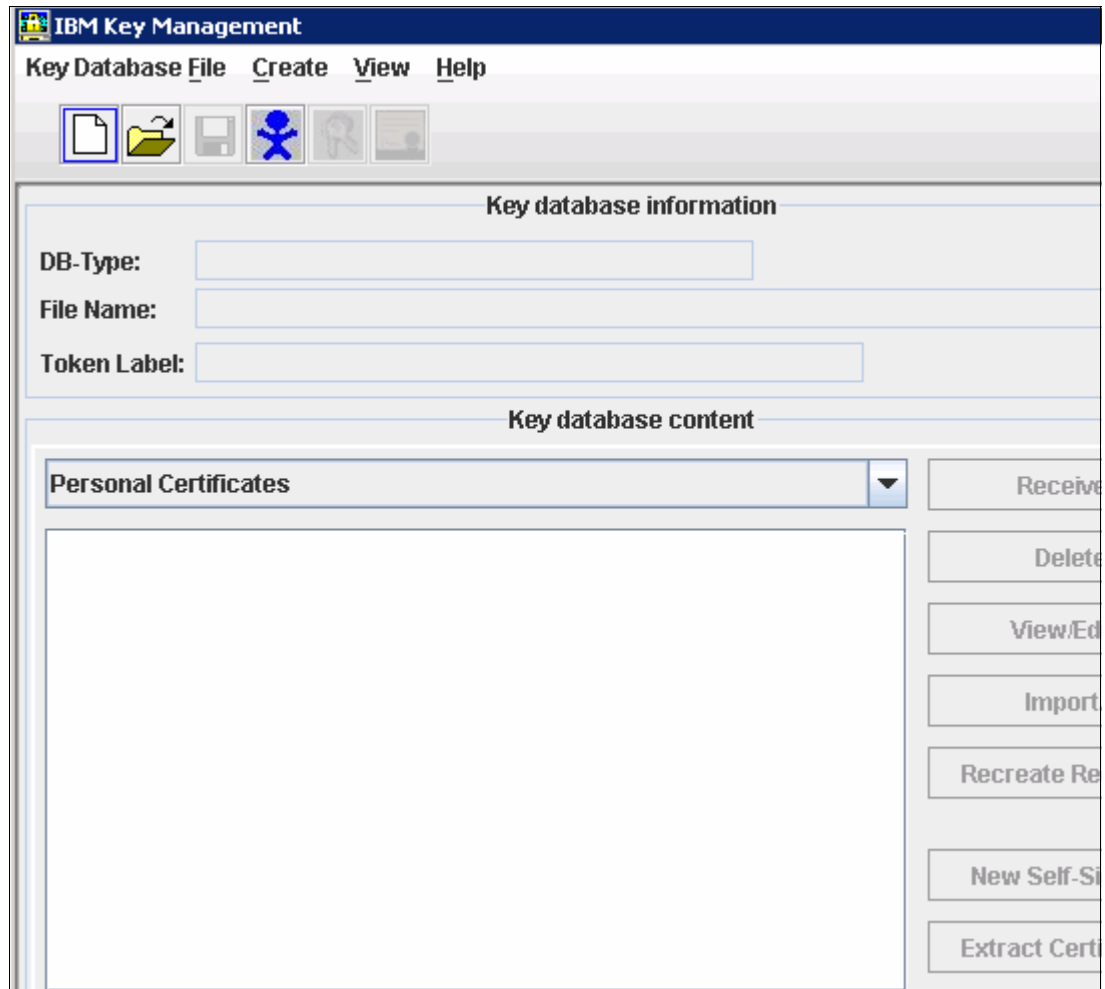 IBM Key Management
Key Database File Create View Help
Key database information
DB-Type:
File Name:
Token Label:
Key database content
Personal Certificates
Receive
Delete
View/Ed
Import.
Recreate Re
New Self-Si
Extract Certi